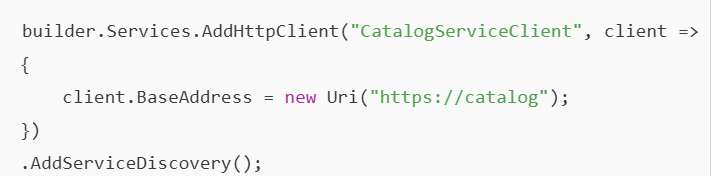 builder.Services.AddHttpClient("CatalogServiceClient", client =>
{
    client.BaseAddress = new Uri("https://catalog");
})
.AddServiceDiscovery();